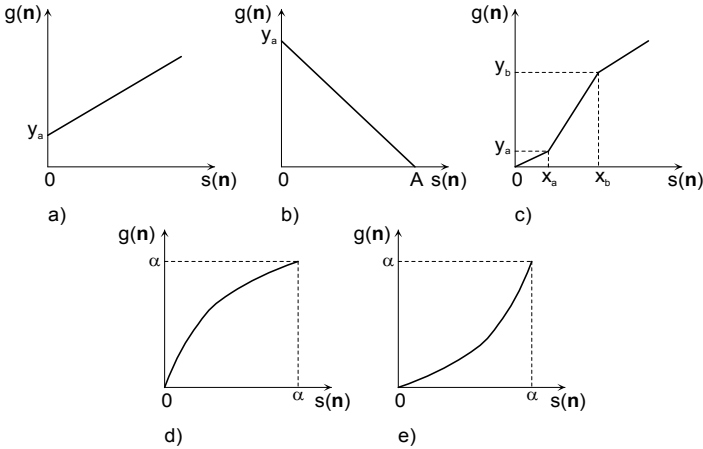 g(n)
y_a
0
s(n)
a)
g(n)
y_a
0
A
s(n)
b)
g(n)
y_b
y_a
0
x_a
x_b
s(n)
c)
g(n)
α
0
α
s(n)
d)
g(n)
α
0
α
s(n)
e)